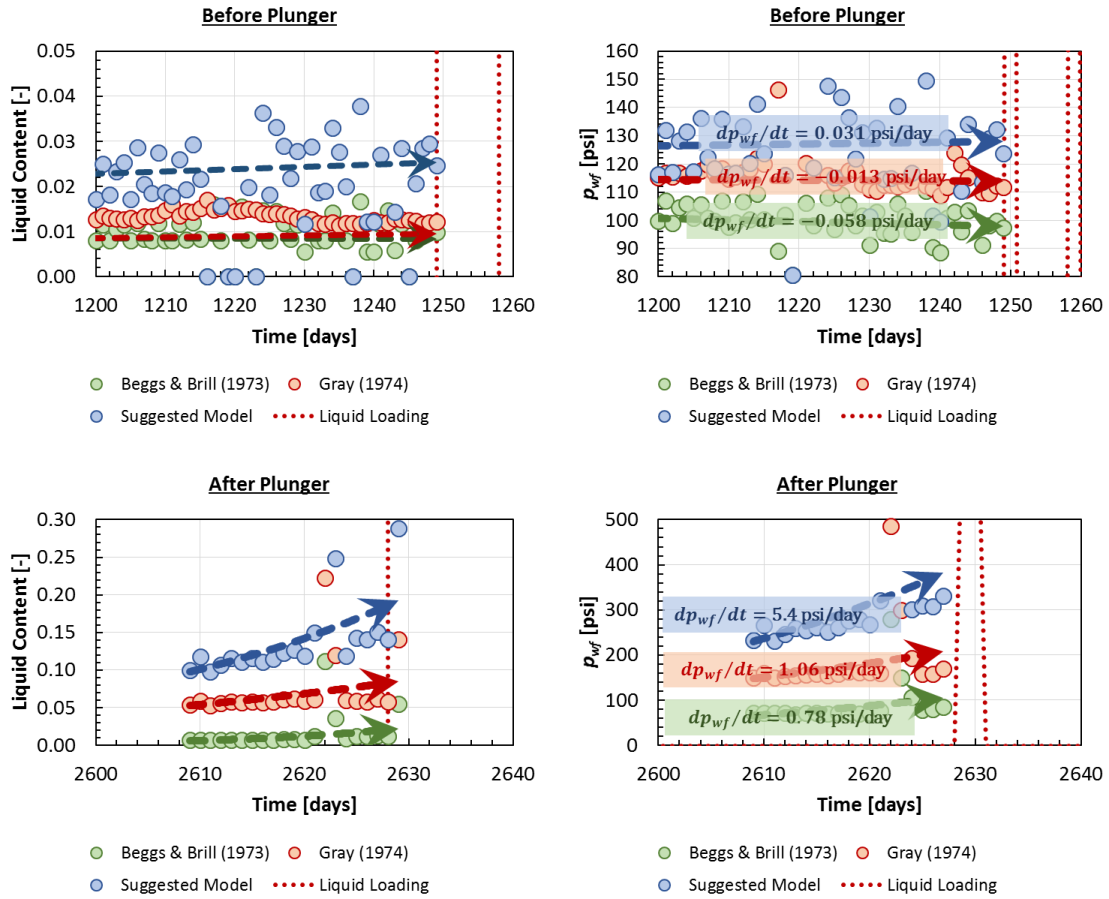 Before Plunger
Liquid Content [-]
0.05
0.04
0.03
0.02
0.01
0.00
1200 1210 1220 1230 1240 1250 1260
Time [days]
Beggs & Brill (1973) Gray (1974)
Suggested Model Liquid Loading
Before Plunger
p_wf [psi]
160
150
140
130
120
110
100
90
80
dp_wf/dt = 0.031 psi/day
dp_wf/dt = −0.013 psi/day
dp_wf/dt = −0.058 psi/day
1200 1210 1220 1230 1240 1250 1260
Time [days]
Beggs & Brill (1973) Gray (1974)
Suggested Model Liquid Loading
After Plunger
Liquid Content [-]
0.30
0.25
0.20
0.15
0.10
0.05
0.00
2600 2610 2620 2630 2640
Time [days]
Beggs & Brill (1973) Gray (1974)
Suggested Model Liquid Loading
After Plunger
p_wf [psi]
500
400
300
200
100
0
dp_wf/dt = 5.4 psi/day
dp_wf/dt = 1.06 psi/day
dp_wf/dt = 0.78 psi/day
2600 2610 2620 2630 2640
Time [days]
Beggs & Brill (1973) Gray (1974)
Suggested Model Liquid Loading